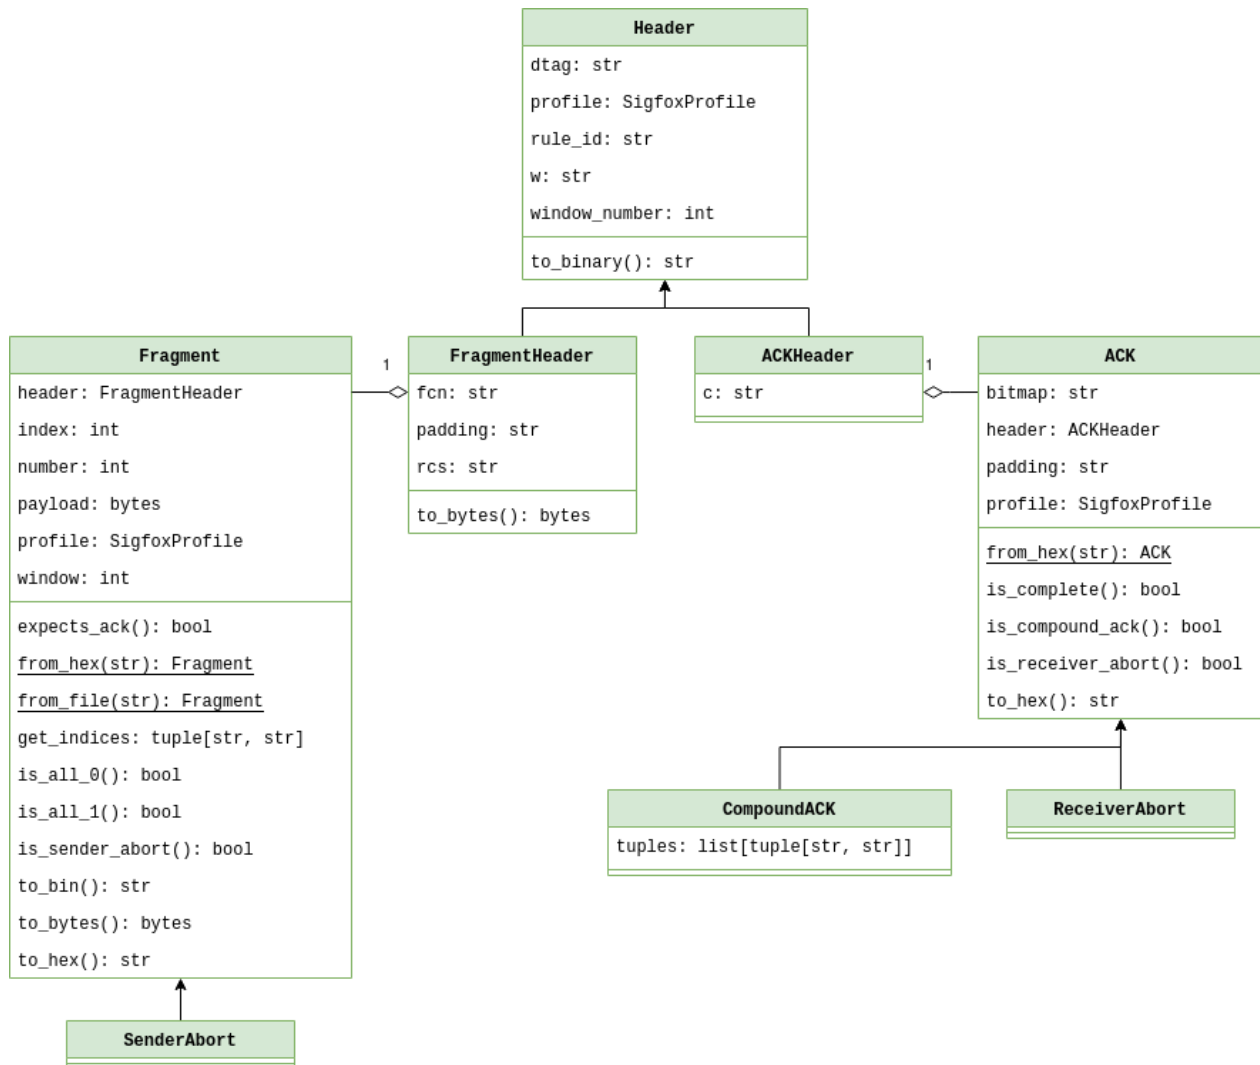 Header
dtag: str
profile: SigfoxProfile
rule_id: str
w: str
window_number: int
to_binary(): str
Fragment
header: FragmentHeader
index: int
number: int
payload: bytes
profile: SigfoxProfile
window: int
expects_ack(): bool
from_hex(str): Fragment
from_file(str): Fragment
get_indices: tuple[str, str]
is_all_0(): bool
is_all_1(): bool
is_sender_abort(): bool
to_bin(): str
to_bytes(): bytes
to_hex(): str
1
FragmentHeader
fcn: str
padding: str
rcs: str
to_bytes(): bytes
ACKHeader
c: str
1
ACK
bitmap: str
header: ACKHeader
padding: str
profile: SigfoxProfile
from_hex(str): ACK
is_complete(): bool
is_compound_ack(): bool
is_receiver_abort(): bool
to_hex(): str
CompoundACK
tuples: list[tuple[str, str]]
ReceiverAbort
SenderAbort